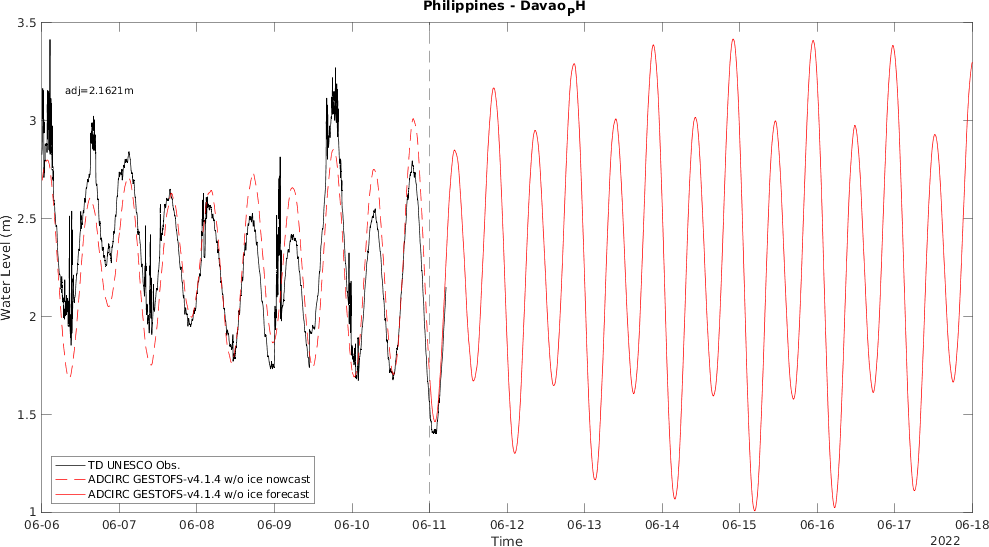 Philippines - DavaopH
adj=2.1621m
3.5
3
2.5
2
1.5
1
Water Level (m)
TD UNESCO Obs.
ADCIRC GESTOFS-v4.1.4 w/o ice nowcast
ADCIRC GESTOFS-v4.1.4 w/o ice forecast
06-06 06-07 06-08 06-09 06-10 06-11 06-12 06-13 06-14 06-15 06-16 06-17 06-18
Time
2022